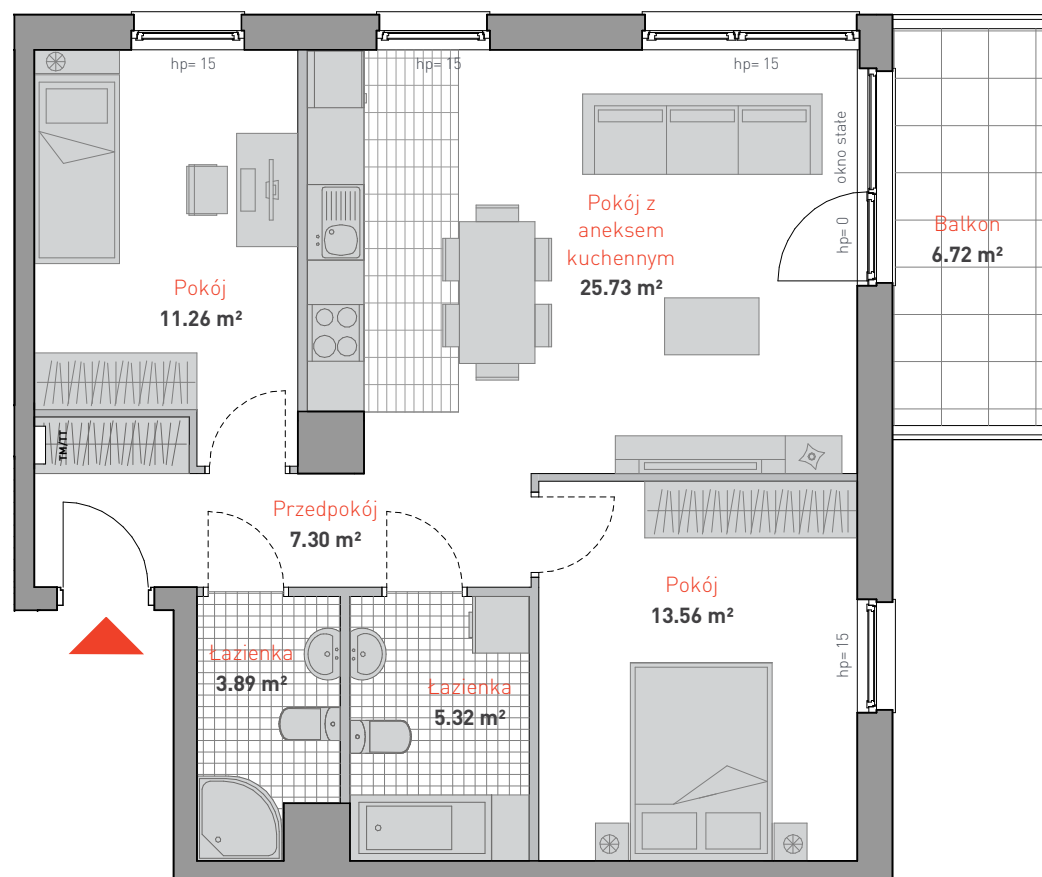 hp= 15
hp= 15
hp= 15
okno stałe
hp= 0
Pokój z
aneksem
kuchennym
25.73 m²
Balkon
6.72 m²
Pokój
11.26 m²
TM/TT
Przedpokój
7.30 m²
Pokój
13.56 m²
hp= 15
Łazienka
3.89 m²
Łazienka
5.32 m²